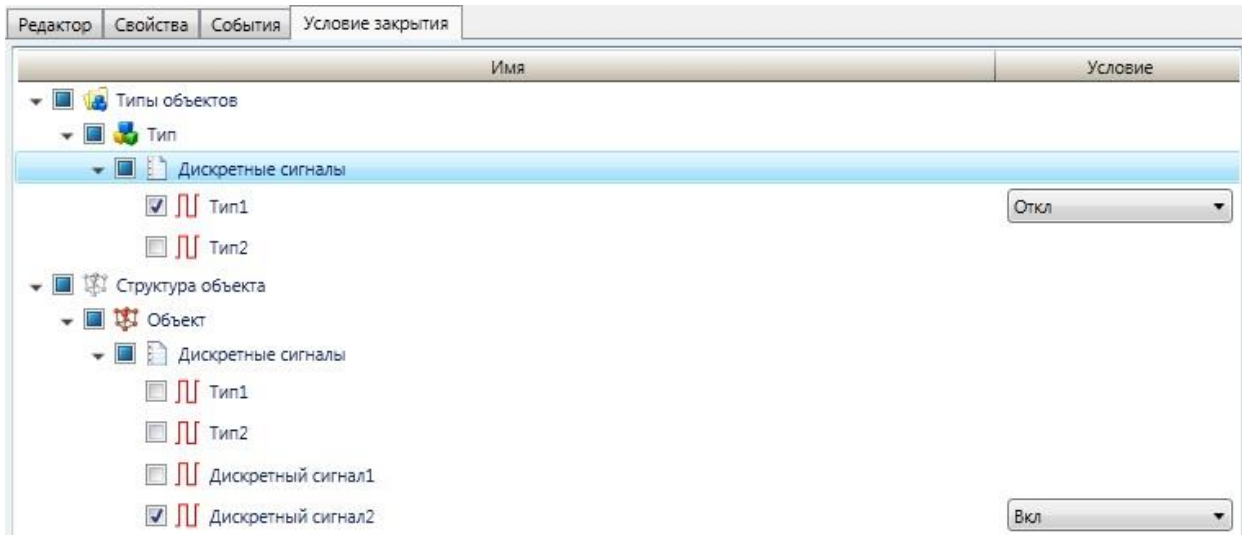 Редактор Свойства События Условие закрытия
Имя Условие
Типы объектов
Тип
Дискретные сигналы
Тип1 Откл
Тип2
Структура объекта
Объект
Дискретные сигналы
Тип1
Тип2
Дискретный сигнал1
Дискретный сигнал2 Вкл